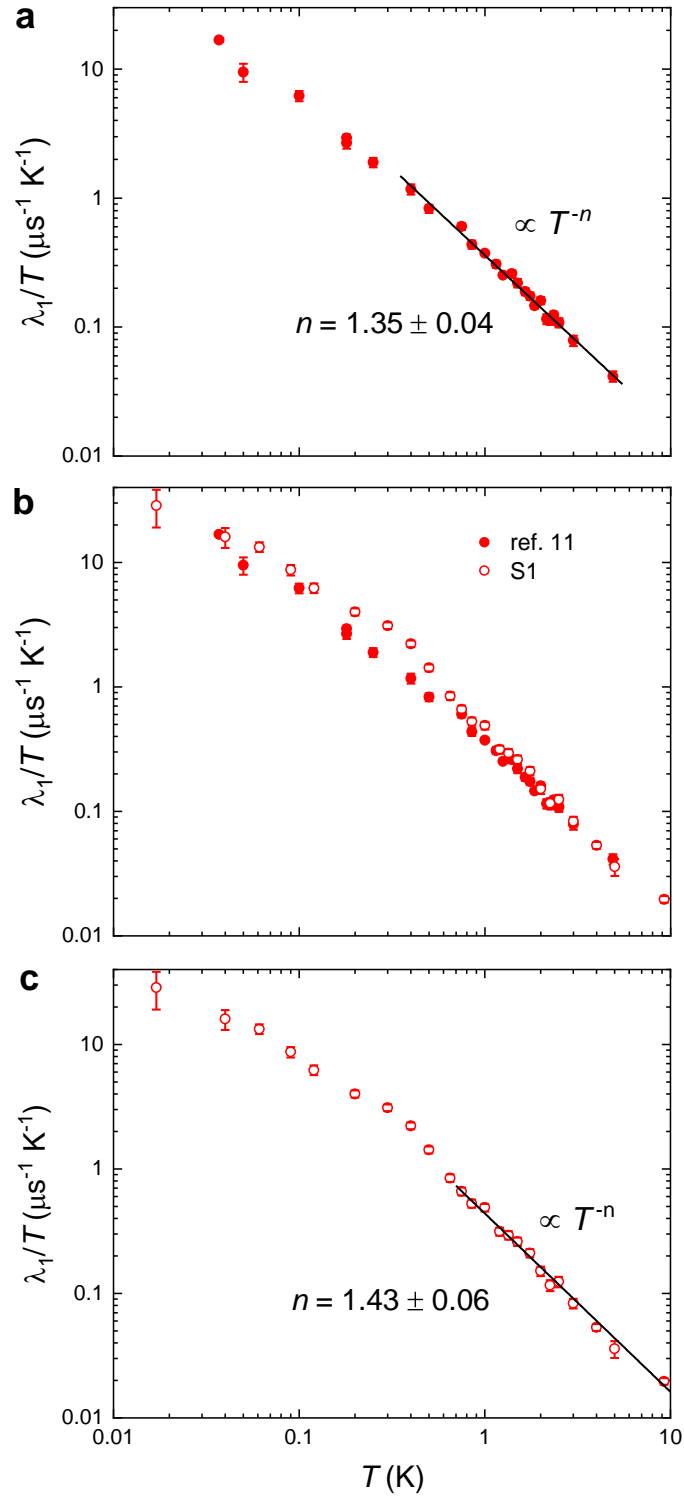 a
10
1
0.1
0.01
λ₁/T (μs⁻¹ K⁻¹)
∝ T⁻ⁿ
n = 1.35 ± 0.04
b
10
1
0.1
0.01
λ₁/T (μs⁻¹ K⁻¹)
ref. 11
S1
c
10
1
0.1
0.01
λ₁/T (μs⁻¹ K⁻¹)
∝ T⁻ⁿ
n = 1.43 ± 0.06
0.01 0.1 1 10
T (K)